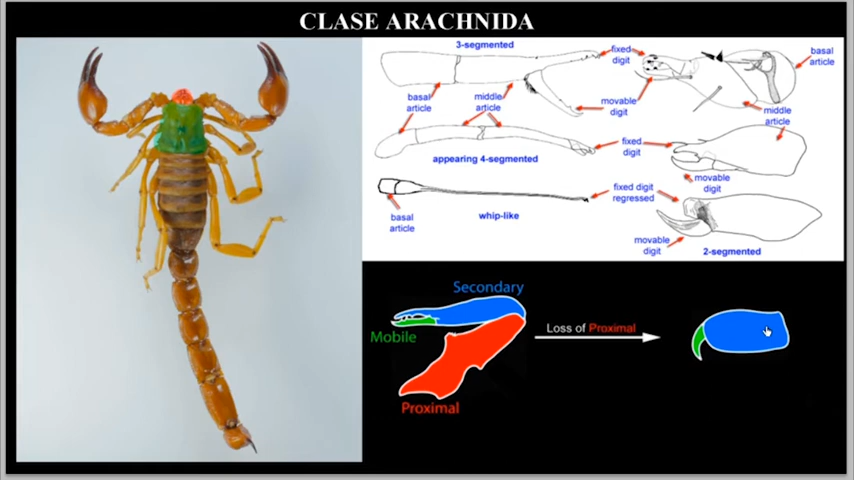 CLASE ARACHNIDA
3-segmented
fixed
digit
basal
article
basal
article
middle
article
movable
digit
middle
article
appearing 4-segmented
fixed
digit
movable
digit
basal
article
whip-like
fixed digit
regressed
movable
digit
2-segmented
Secondary
Mobile
Proximal
Loss of Proximal